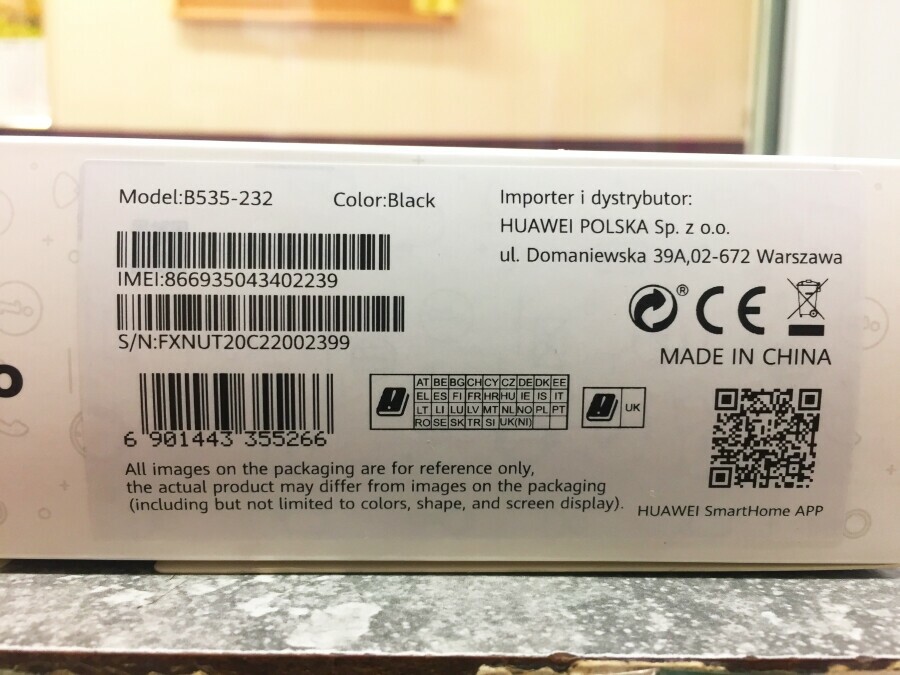 Model:B535-232 Color:Black
IMEI:866935043402239
S/N:FXNUT20C22002399
6 901443 355266
All images on the packaging are for reference only,
the actual product may differ from images on the packaging
(including but not limited to colors, shape, and screen display).
Importer i dystrybutor:
HUAWEI POLSKA Sp. z o.o.
ul. Domaniewska 39A,02-672 Warszawa
®
CE
MADE IN CHINA
AT BE BG CH CY CZ DE DK EE
EL ES FI FR HR HU IE IS IT
LT LI LU LV MT NL NO PL PT
RO SE SK TR SI UK(NI)
UK
HUAWEI SmartHome APP
o